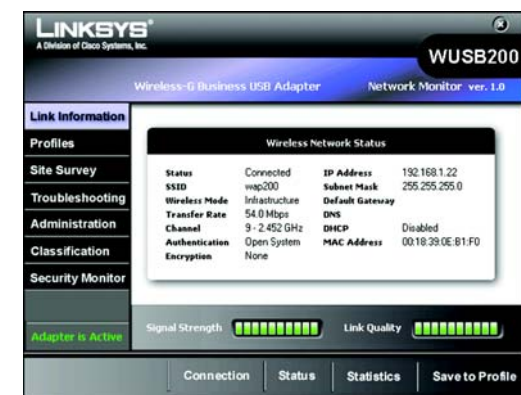 LINKSYS®
A Division of Cisco Systems, Inc.
WUSB200
Wireless-G Business USB Adapter Network Monitor ver. 1.0
Link Information
Profiles
Site Survey
Troubleshooting
Administration
Classification
Security Monitor
Adapter is Active
Wireless Network Status
Status Connected IP Address 192.168.1.22
SSID wap200 Subnet Mask 255.255.255.0
Wireless Mode Infrastructure Default Gateway
Transfer Rate 54.0 Mbps DNS
Channel 9 - 2.452 GHz DHCP Disabled
Authentication Open System MAC Address 00:18:39:0E:B1:F0
Encryption None
Signal Strength Link Quality
Connection Status Statistics Save to Profile